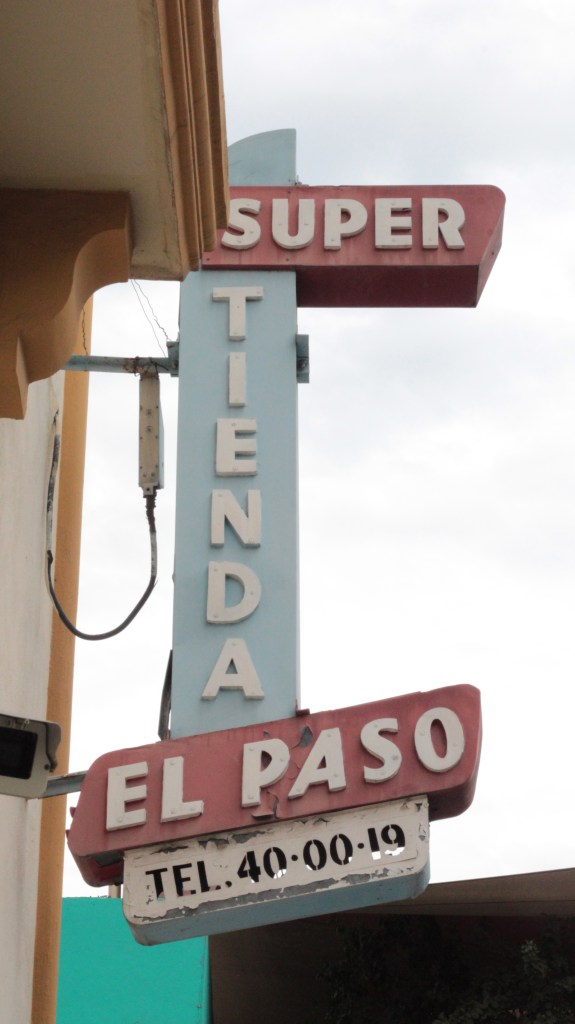 SUPER
TIENDA
EL PASO
TEL. 40·00·19